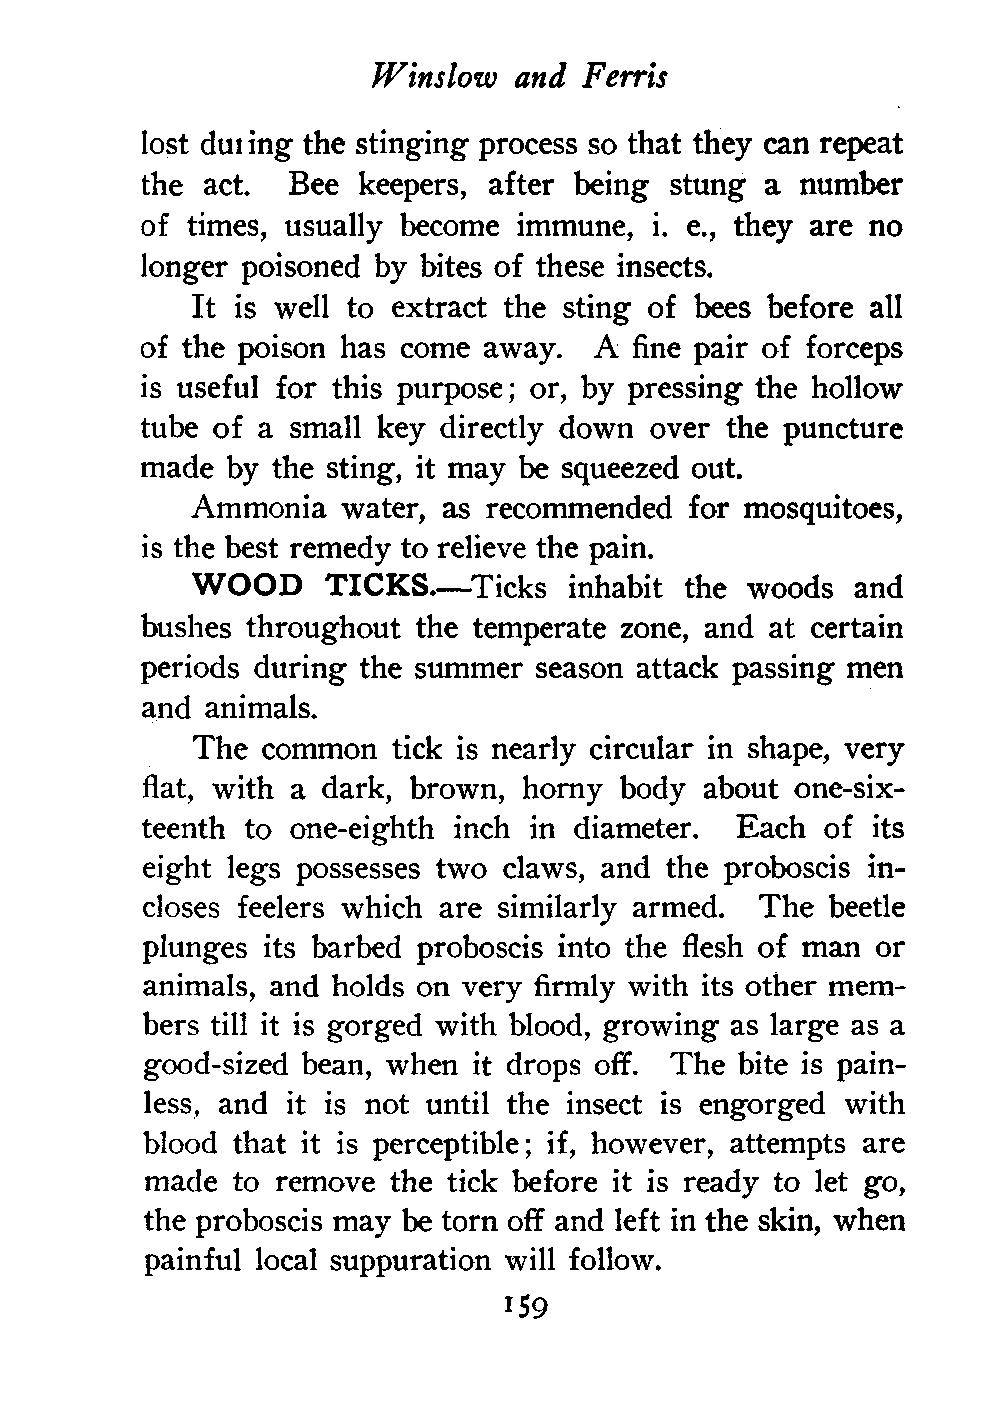 Winslow and Ferris
lost during the stinging process so that they can repeat
the act. Bee keepers, after being stung a number
of times, usually become immune, i. e., they are no
longer poisoned by bites of these insects.
It is well to extract the sting of bees before all
of the poison has come away. A fine pair of forceps
is useful for this purpose; or, by pressing the hollow
tube of a small key directly down over the puncture
made by the sting, it may be squeezed out.
Ammonia water, as recommended for mosquitoes,
is the best remedy to relieve the pain.
WOOD TICKS.—Ticks inhabit the woods and
bushes throughout the temperate zone, and at certain
periods during the summer season attack passing men
and animals.
The common tick is nearly circular in shape, very
flat, with a dark, brown, horny body about one-six-
teenth to one-eighth inch in diameter. Each of its
eight legs possesses two claws, and the proboscis in-
closes feelers which are similarly armed. The beetle
plunges its barbed proboscis into the flesh of man or
animals, and holds on very firmly with its other mem-
bers till it is gorged with blood, growing as large as a
good-sized bean, when it drops off. The bite is pain-
less, and it is not until the insect is engorged with
blood that it is perceptible; if, however, attempts are
made to remove the tick before it is ready to let go,
the proboscis may be torn off and left in the skin, when
painful local suppuration will follow.
159